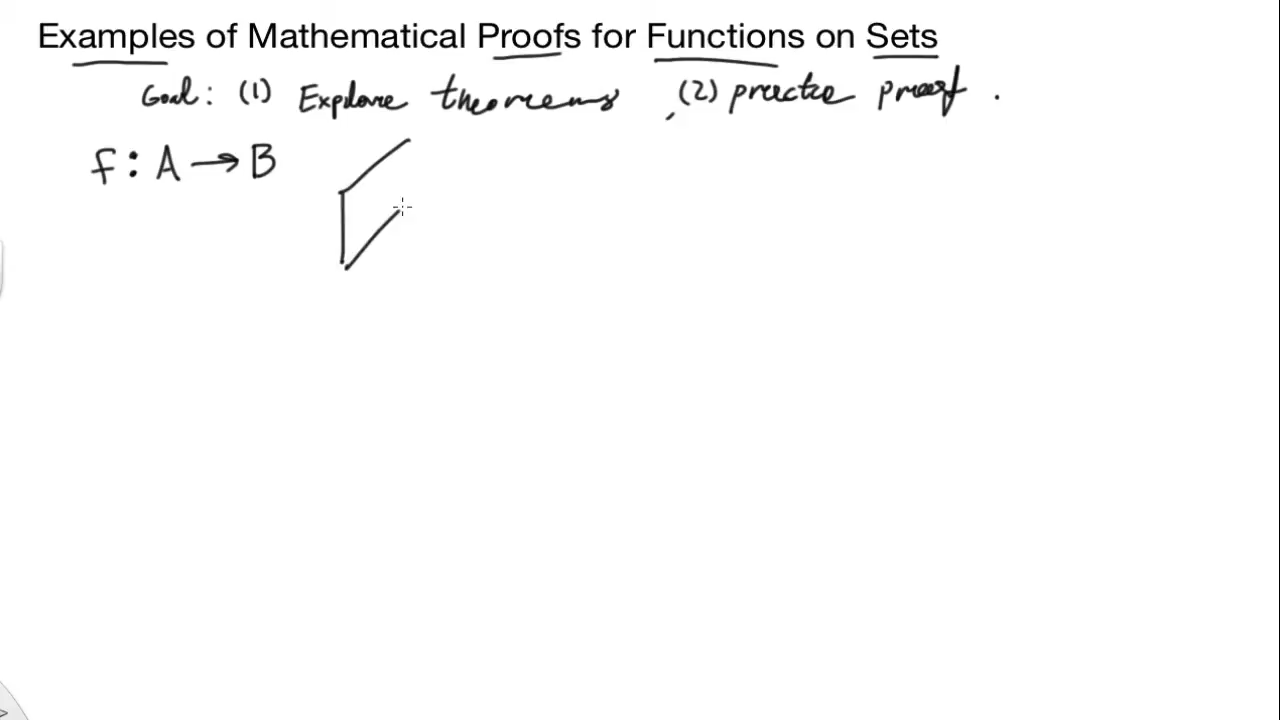 Examples of Mathematical Proofs for Functions on Sets
Goal: (1) Explore theorems , (2) practice proof .
f : A → B